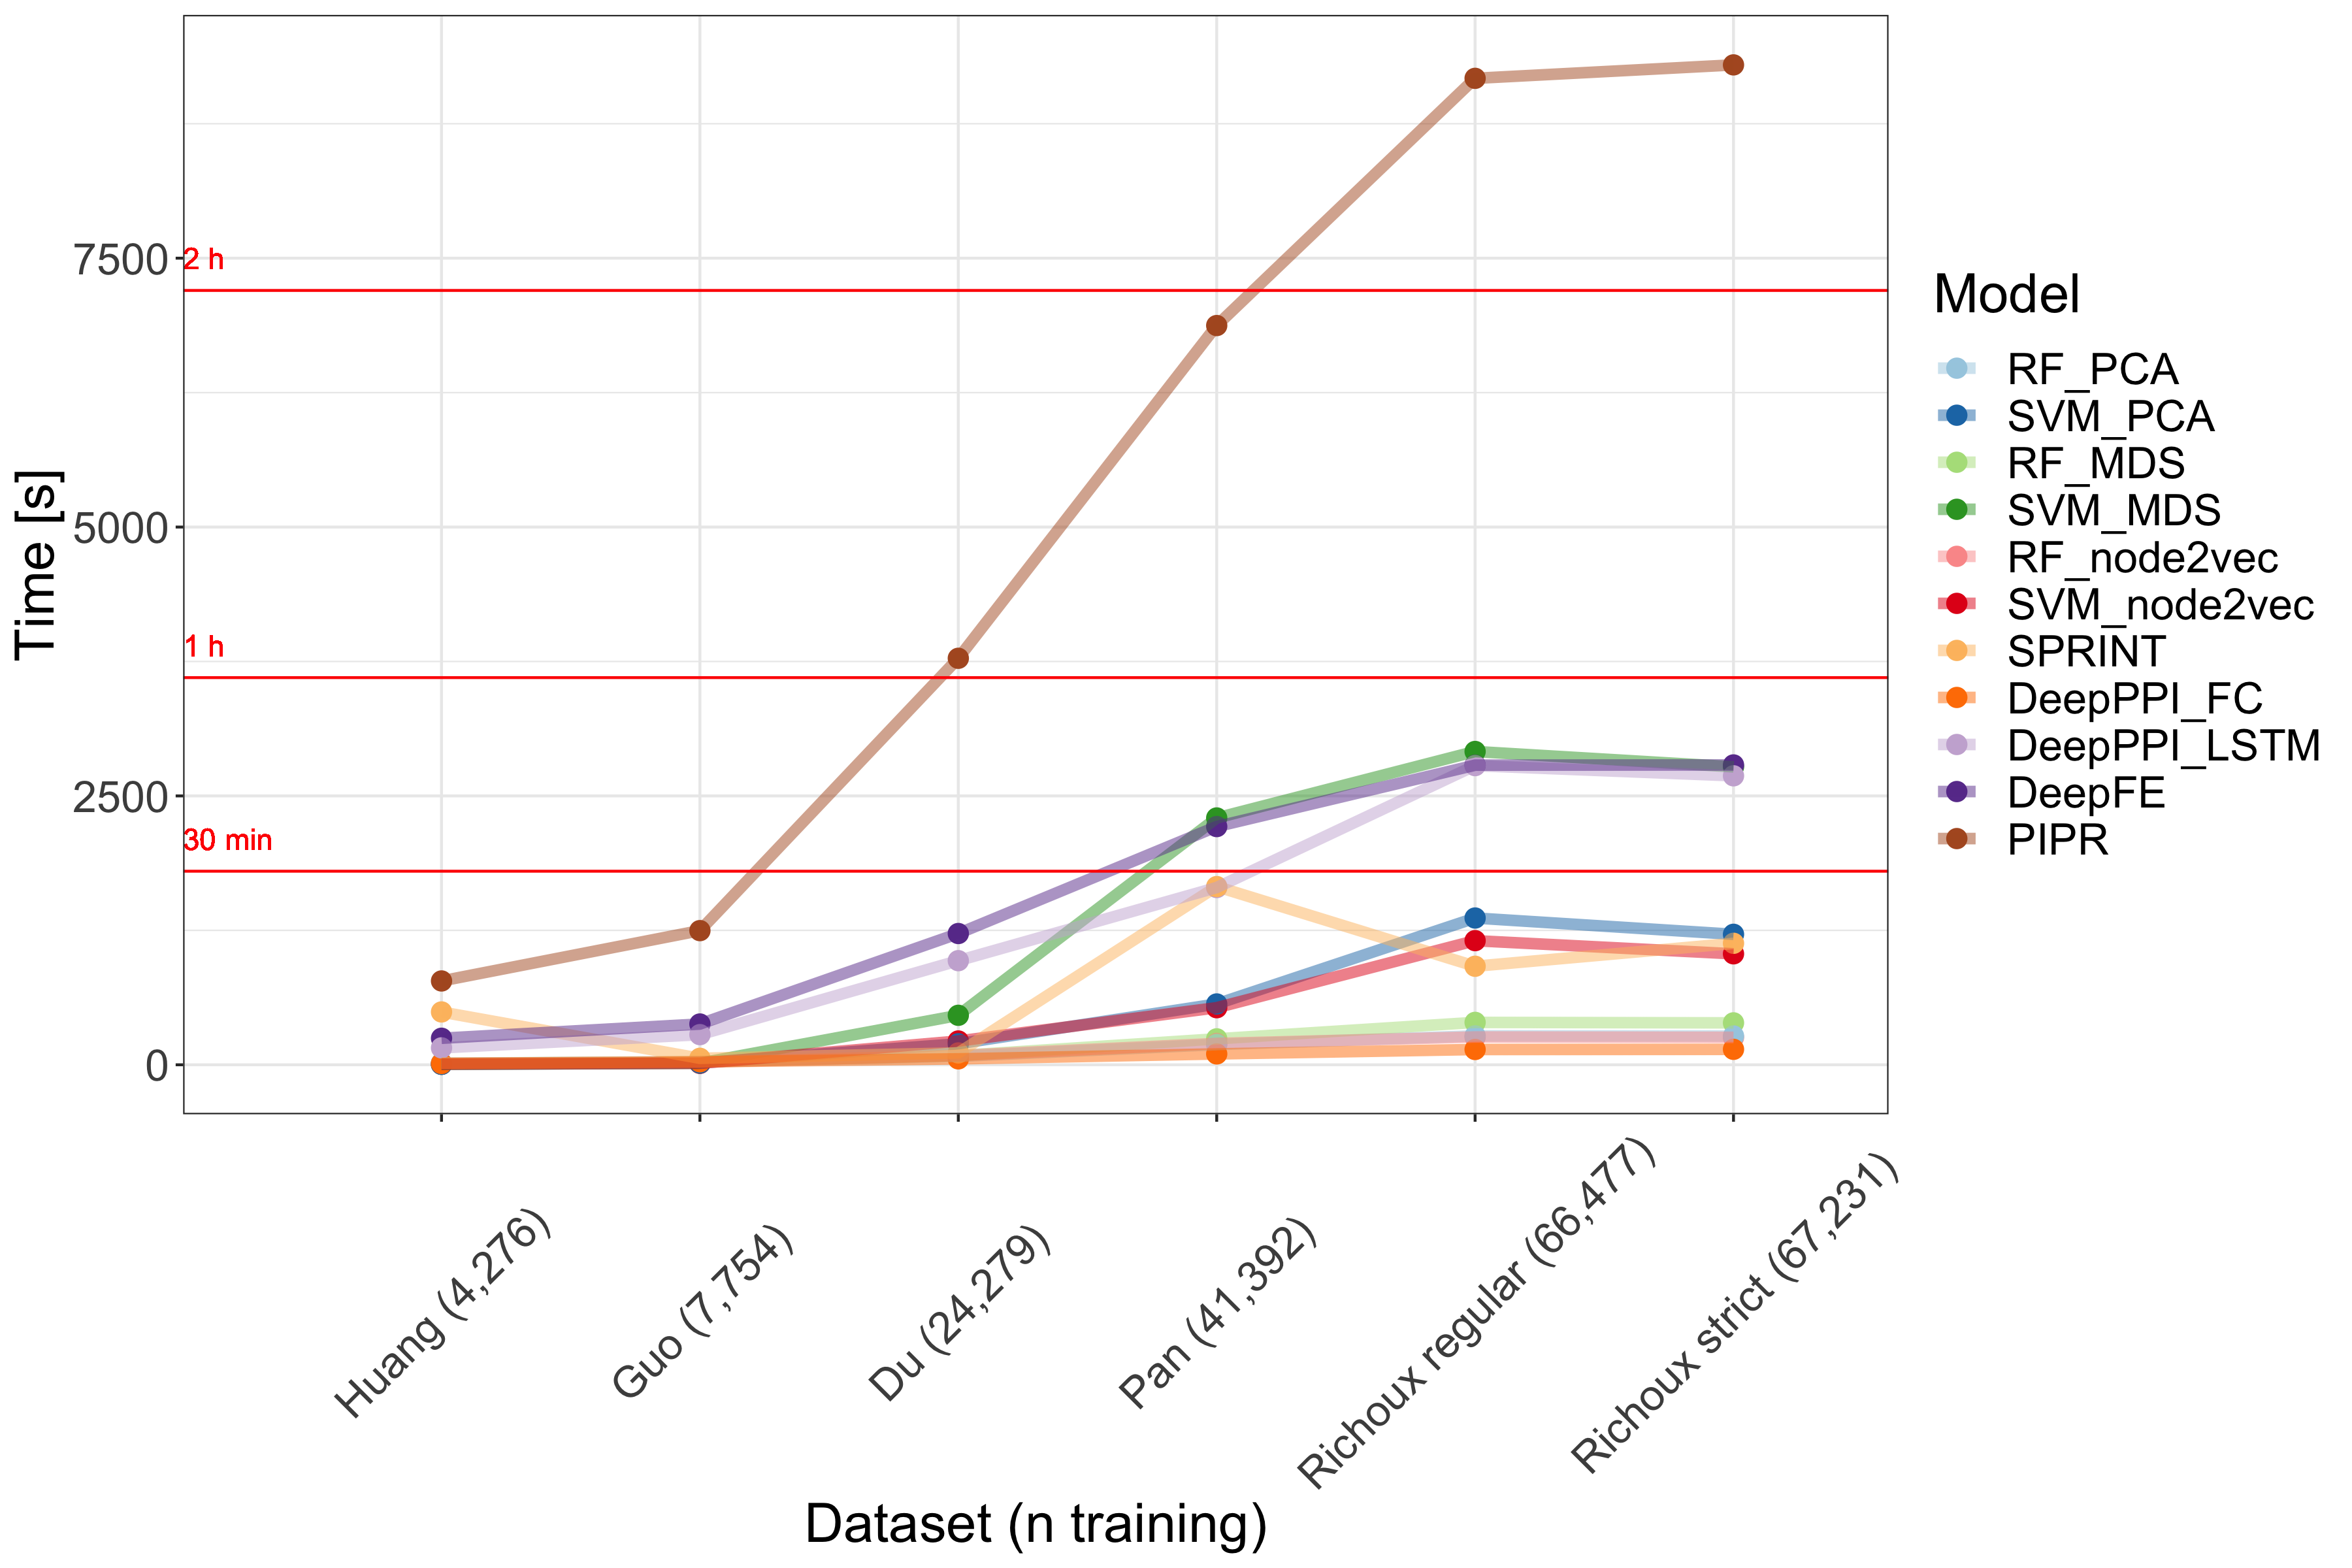 Time [s]
7500
5000
2500
0
2 h
1 h
30 min
Huang (4,276)
Guo (7,754)
Du (24,279)
Pan (41,392)
Richoux regular (66,477)
Richoux strict (67,231)
Dataset (n training)
Model
RF_PCA
SVM_PCA
RF_MDS
SVM_MDS
RF_node2vec
SVM_node2vec
SPRINT
DeepPPI_FC
DeepPPI_LSTM
DeepFE
PIPR